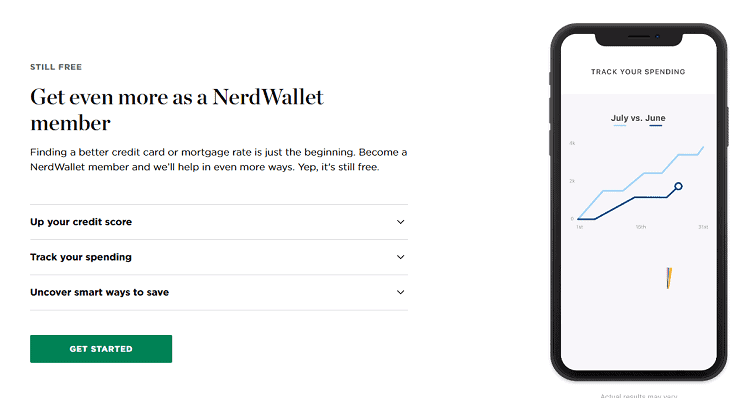 STILL FREE
Get even more as a NerdWallet
member
Finding a better credit card or mortgage rate is just the beginning. Become a
NerdWallet member and we'll help in even more ways. Yep, it's still free.
Up your credit score
Track your spending
Uncover smart ways to save
GET STARTED
TRACK YOUR SPENDING
July vs. June
4k
2k
0
1st
15th
31st
Actual results may vary